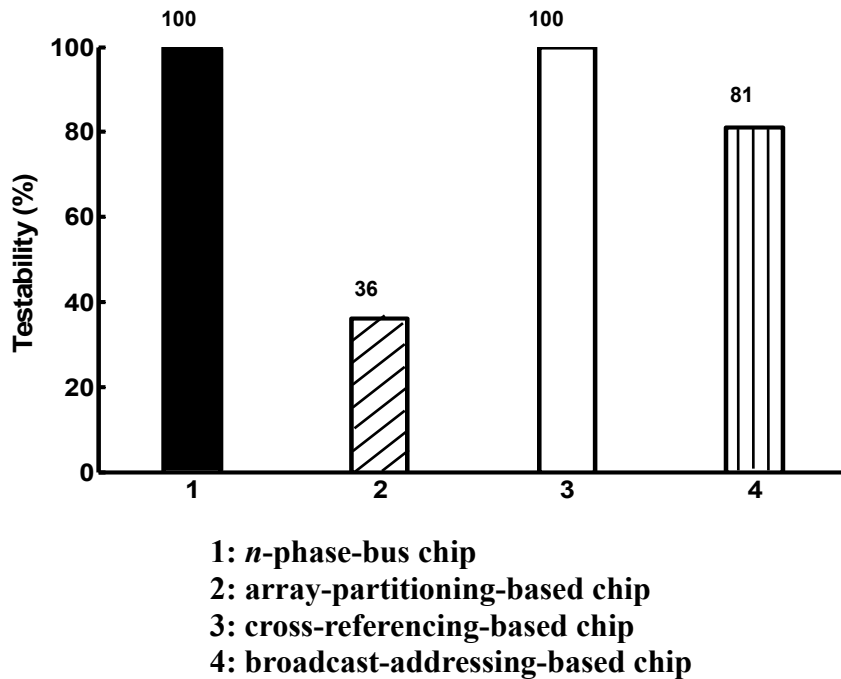 100
100
81
36
100
80
60
40
20
0
Testability (%)
1 2 3 4
1: n-phase-bus chip
2: array-partitioning-based chip
3: cross-referencing-based chip
4: broadcast-addressing-based chip